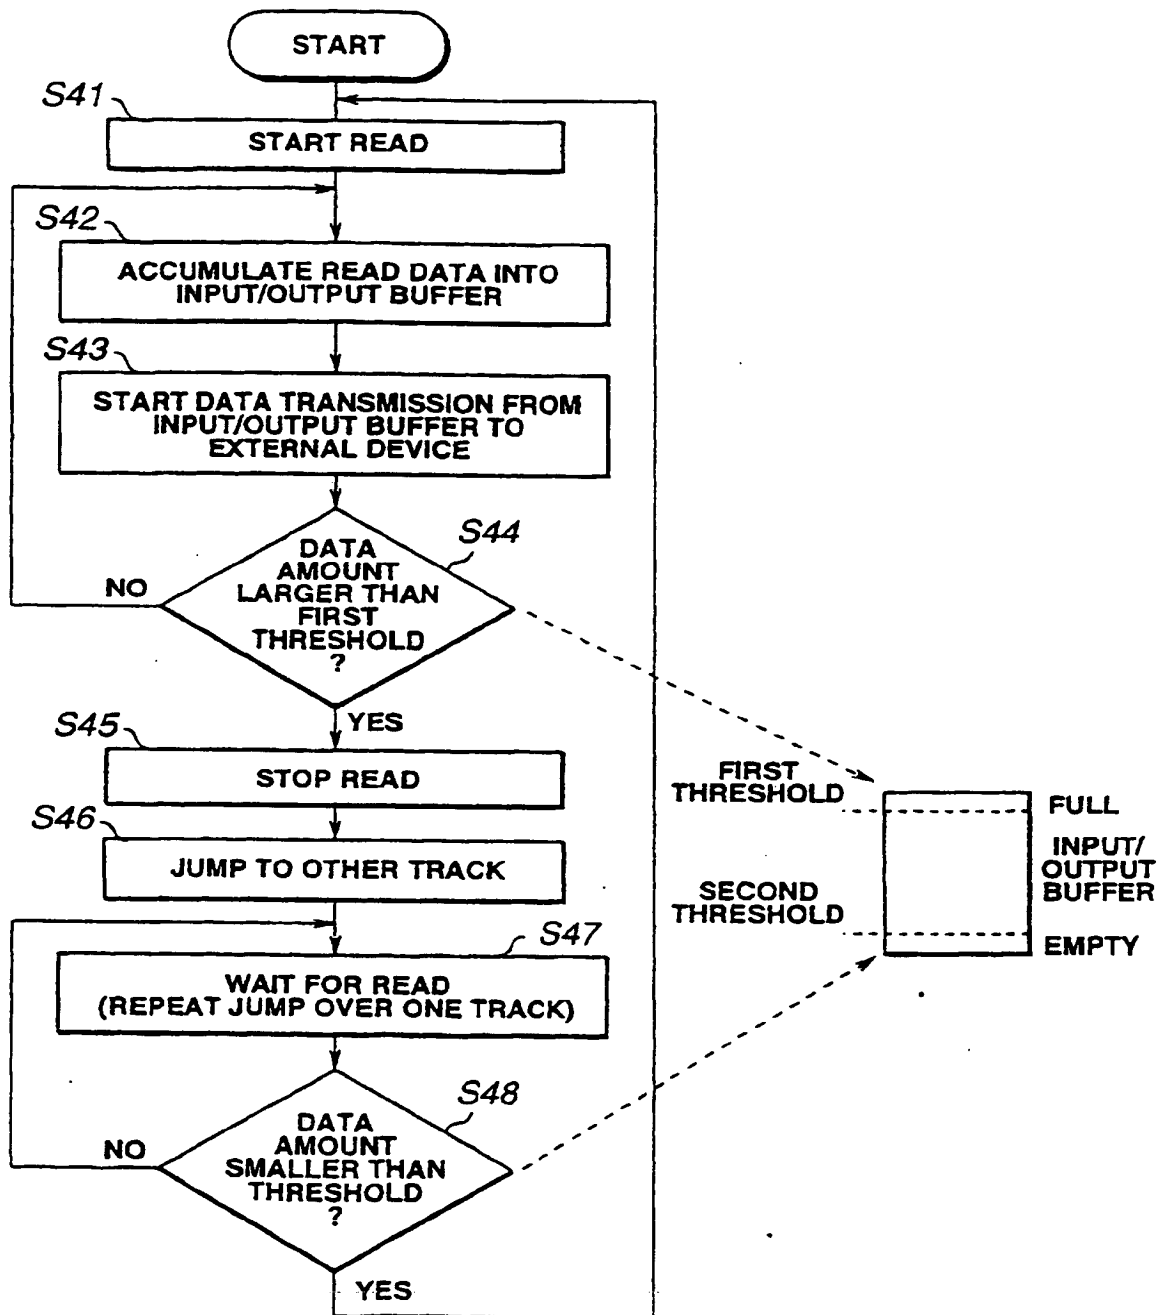 START
S41
START READ
S42
ACCUMULATE READ DATA INTO
INPUT/OUTPUT BUFFER
S43
START DATA TRANSMISSION FROM
INPUT/OUTPUT BUFFER TO
EXTERNAL DEVICE
S44
DATA
AMOUNT
LARGER THAN
FIRST
THRESHOLD
?
NO
YES
S45
STOP READ
S46
JUMP TO OTHER TRACK
S47
WAIT FOR READ
(REPEAT JUMP OVER ONE TRACK)
S48
DATA
AMOUNT
SMALLER THAN
THRESHOLD
?
NO
YES
FIRST
THRESHOLD
FULL
INPUT/
OUTPUT
BUFFER
SECOND
THRESHOLD
EMPTY